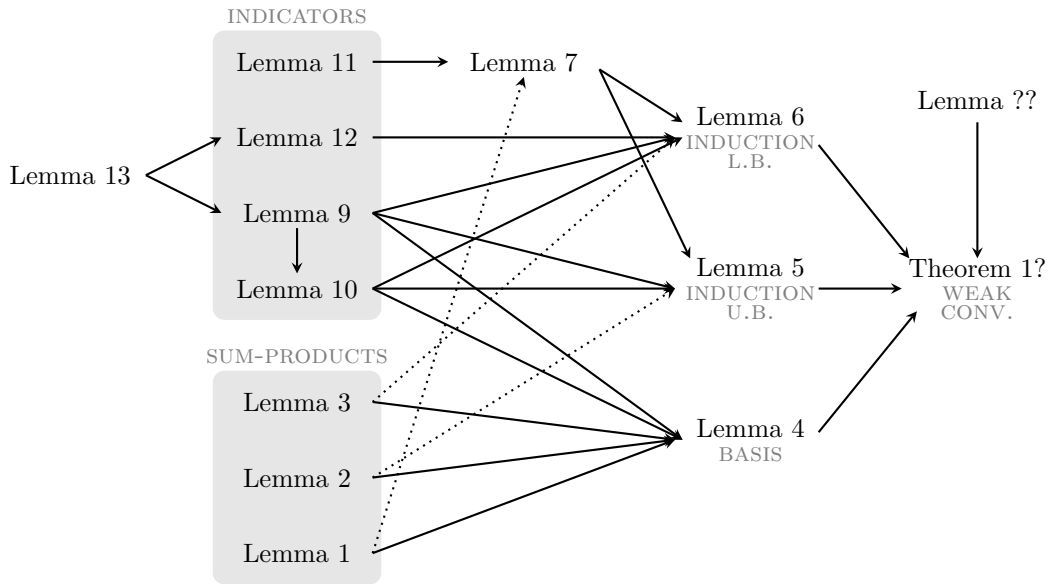 INDICATORS
Lemma 11
Lemma 7
Lemma ??
Lemma 6
INDUCTION
L.B.
Lemma 12
Lemma 13
Lemma 9
Lemma 10
Lemma 5
INDUCTION
U.B.
Theorem 1?
WEAK
CONV.
SUM-PRODUCTS
Lemma 3
Lemma 4
BASIS
Lemma 2
Lemma 1